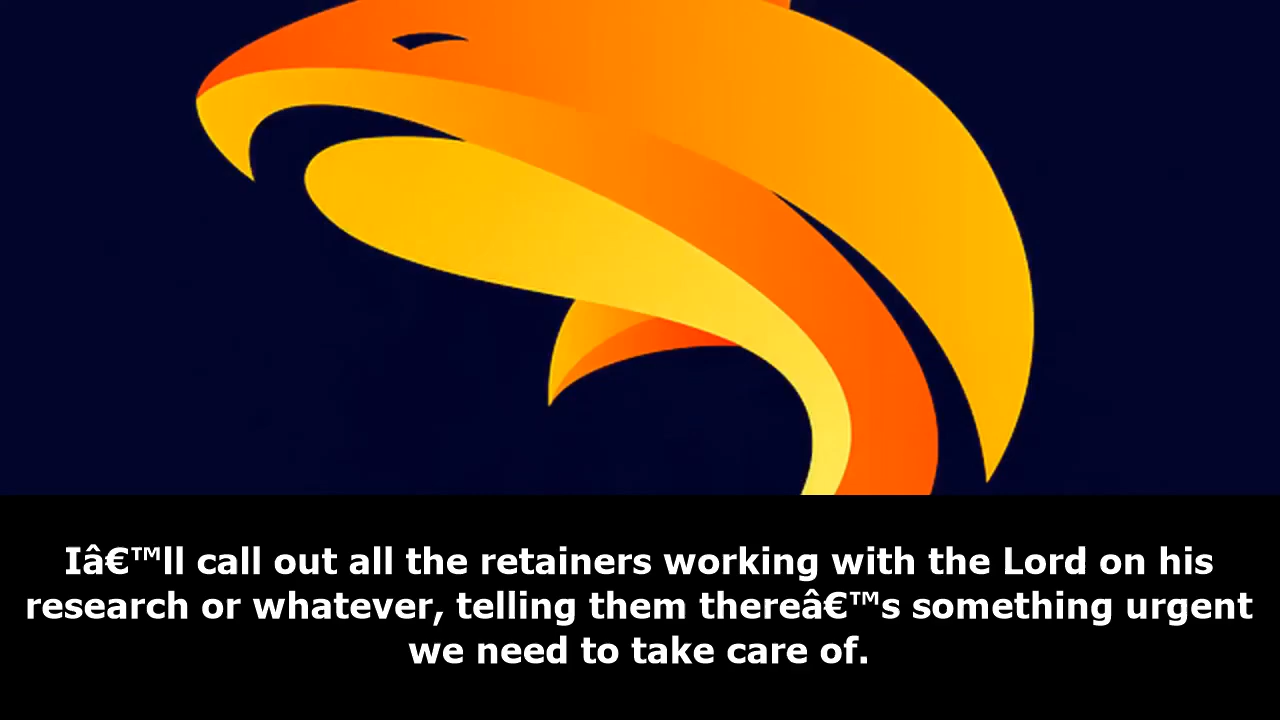 Iâ€™ll call out all the retainers working with the Lord on his
research or whatever, telling them thereâ€™s something urgent
we need to take care of.